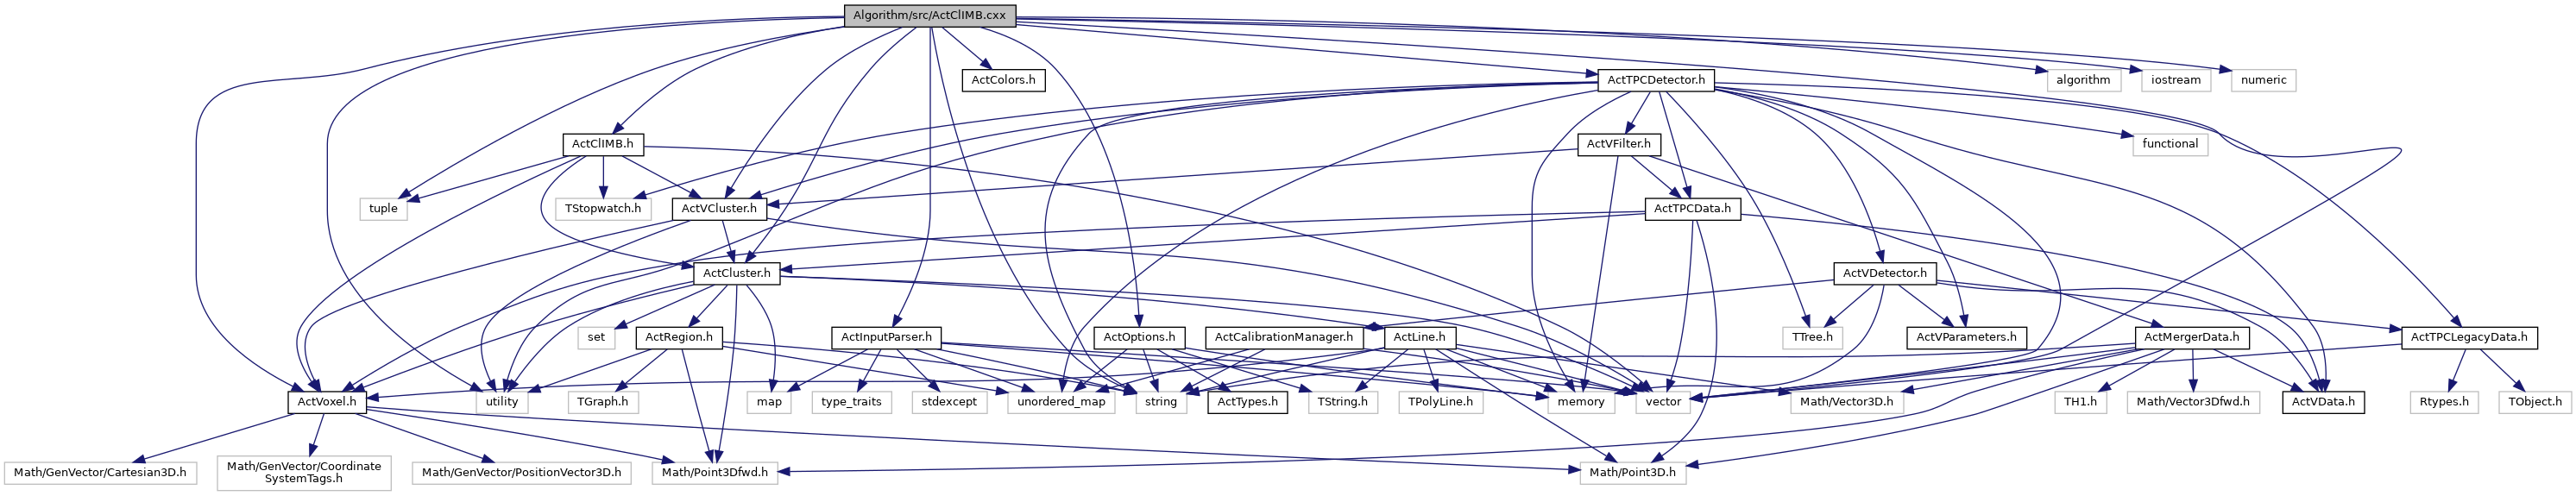 Algorithm/src/ActClIMB.cxx
ActColors.h
ActTPCDetector.h
algorithm
iostream
numeric
ActClIMB.h
ActVFilter.h
functional
tuple
TStopwatch.h
ActVCluster.h
ActTPCData.h
ActCluster.h
ActVDetector.h
set
ActRegion.h
ActInputParser.h
ActOptions.h
ActCalibrationManager.h
ActLine.h
TTree.h
ActVParameters.h
ActMergerData.h
ActTPCLegacyData.h
ActVoxel.h
utility
TGraph.h
map
type_traits
stdexcept
unordered_map
string
ActTypes.h
TString.h
TPolyLine.h
memory
vector
Math/Vector3D.h
TH1.h
Math/Vector3Dfwd.h
ActVData.h
Rtypes.h
TObject.h
Math/GenVector/Cartesian3D.h
Math/GenVector/Coordinate
SystemTags.h
Math/GenVector/PositionVector3D.h
Math/Point3Dfwd.h
Math/Point3D.h